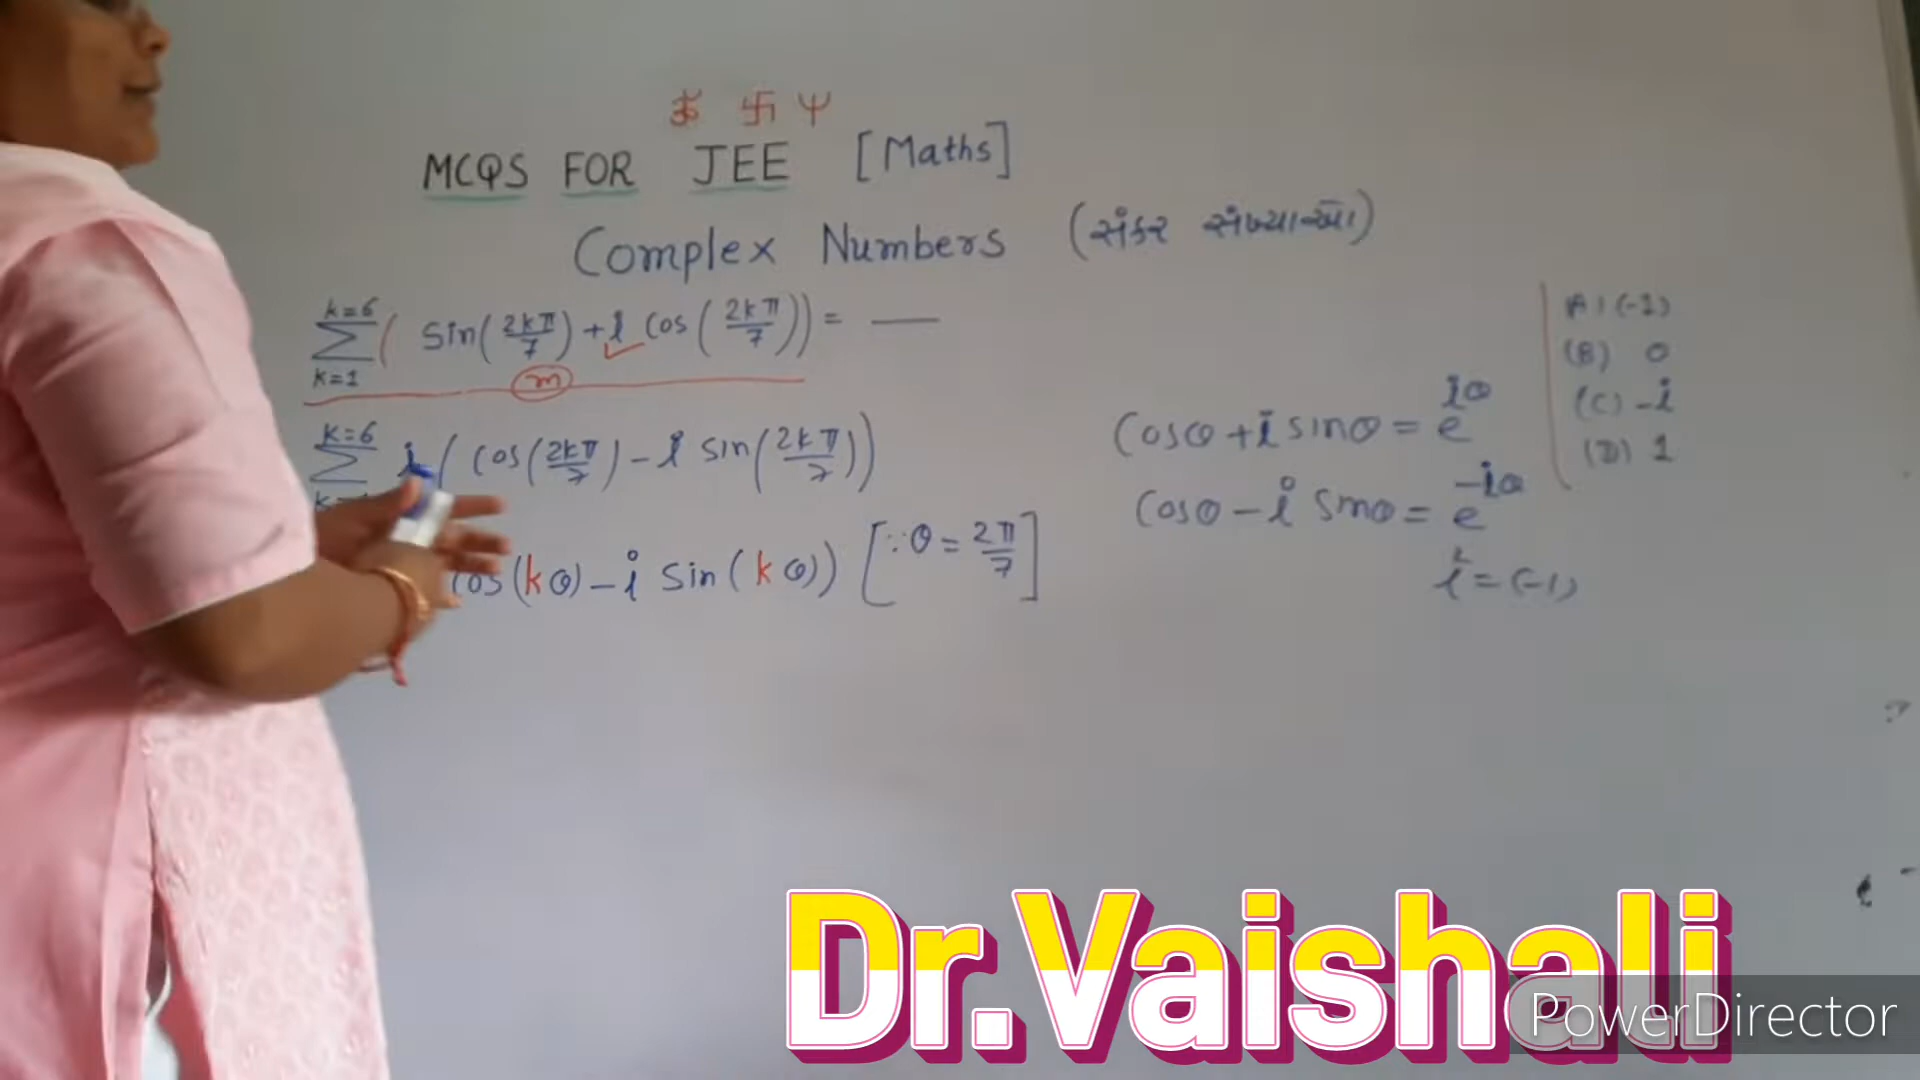 ૐ 卐 Ψ
MCQS FOR JEE [Maths]
Complex Numbers (સંકર સંખ્યાઓ)
k=6
∑ ( Sin(2kπ/7) + i Cos(2kπ/7)) = —
k=1
m
k=6
∑ i ( Cos(2kπ/7) - i Sin(2kπ/7))
cos(kθ) - i Sin(kθ)) [∵θ = 2π/7]
Cosθ + i sinθ = e^iθ
Cosθ - i Sinθ = e^-iθ
i² = (-1)
(A) (-1)
(B) 0
(C) -i
(D) 1
Dr.Vaishali
PowerDirector